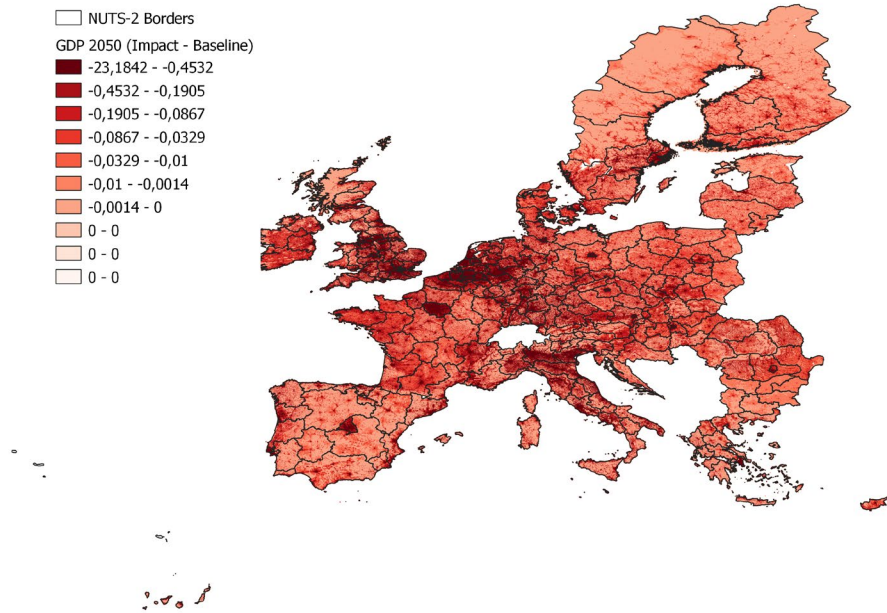 NUTS-2 Borders
GDP 2050 (Impact - Baseline)
-23,1842 - -0,4532
-0,4532 - -0,1905
-0,1905 - -0,0867
-0,0867 - -0,0329
-0,0329 - -0,01
-0,01 - -0,0014
-0,0014 - 0
0 - 0
0 - 0
0 - 0